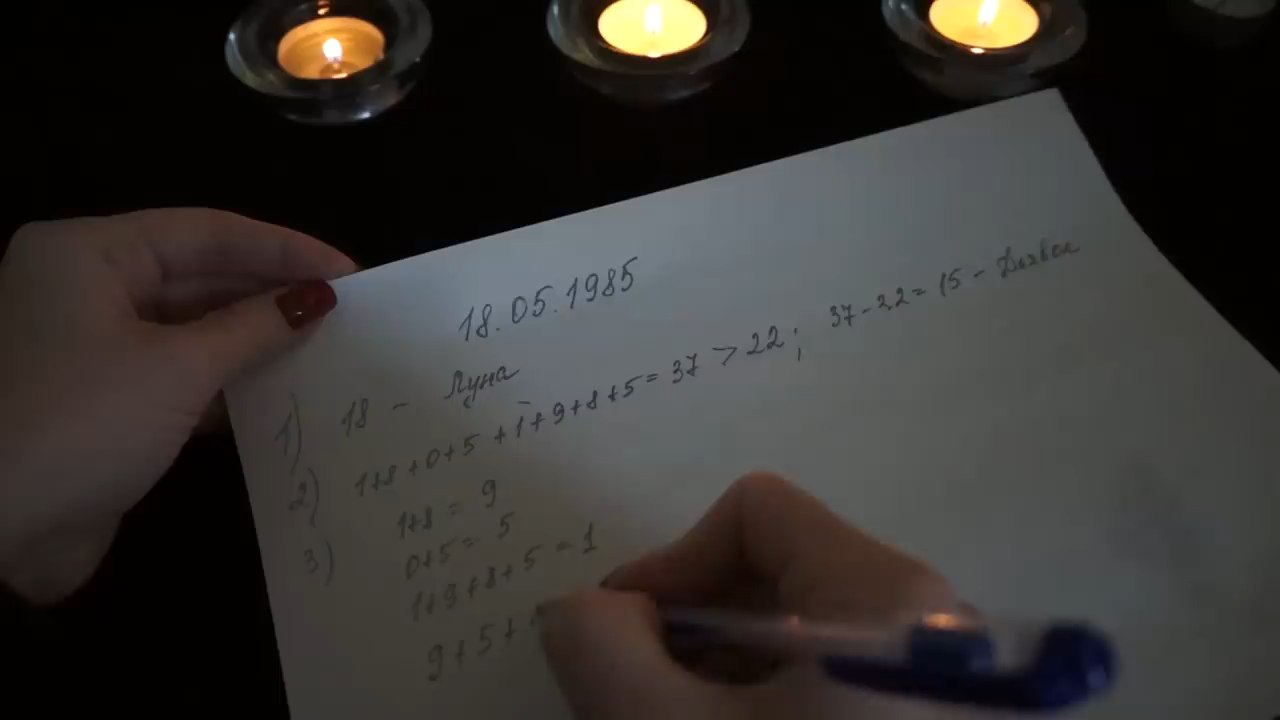 18.05.1985
1) 18 - Луна
2) 1+8+0+5+1+9+8+5=37 > 22; 37-22=15 - Дьявол
3) 1+8=9
0+5=5
1+9+8+5=1
9+5+